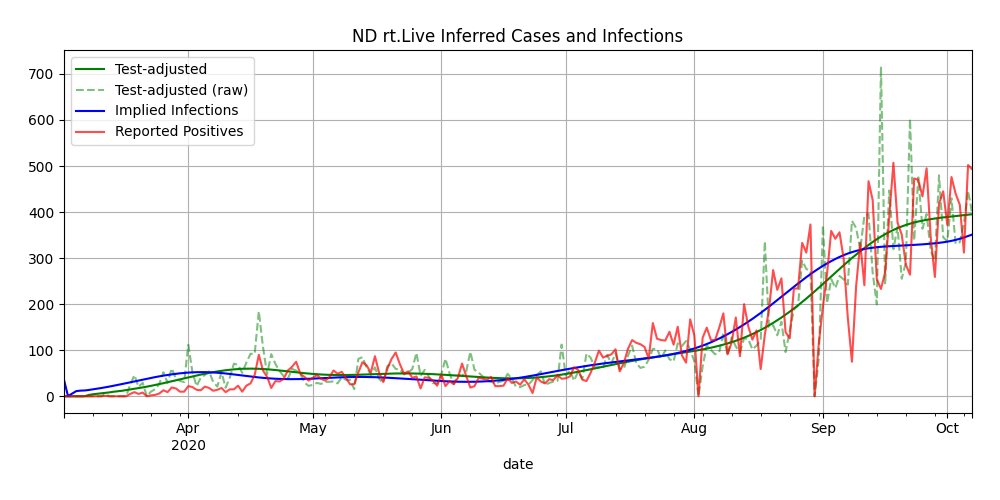 ND rt.Live Inferred Cases and Infections
Test-adjusted
Test-adjusted (raw)
Implied Infections
Reported Positives
700
600
500
400
300
200
100
0
Apr
2020
May
Jun
Jul
Aug
Sep
Oct
date